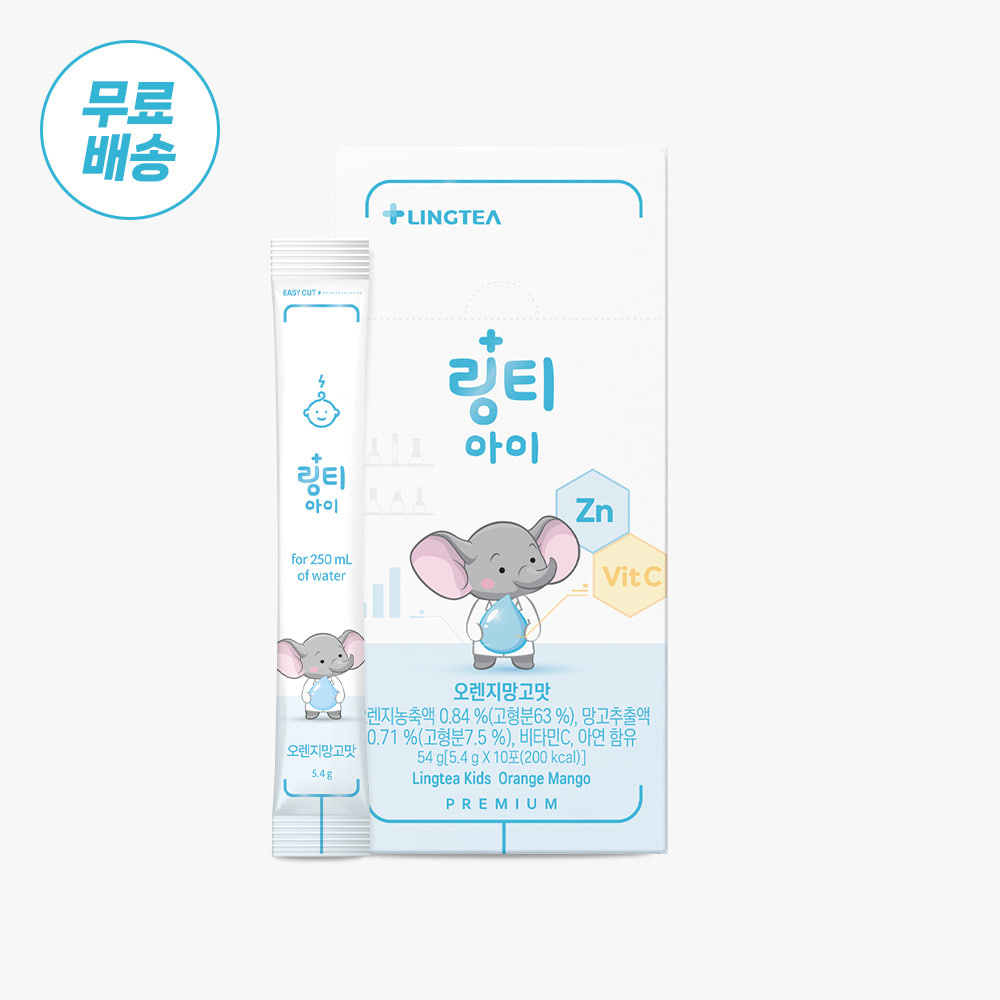 무료
배송
LINGTEA
링티
아이
Zn
Vit C
오렌지망고맛
렌지농축액 0.84 %(고형분63 %), 망고추출액
0.71 %(고형분7.5 %), 비타민C, 아연 함유
54 g[5.4 g X 10포(200 kcal)]
Lingtea Kids Orange Mango
PREMIUM
EASY CUT
링티
아이
for 250 mL
of water
오렌지망고맛
5.4 g